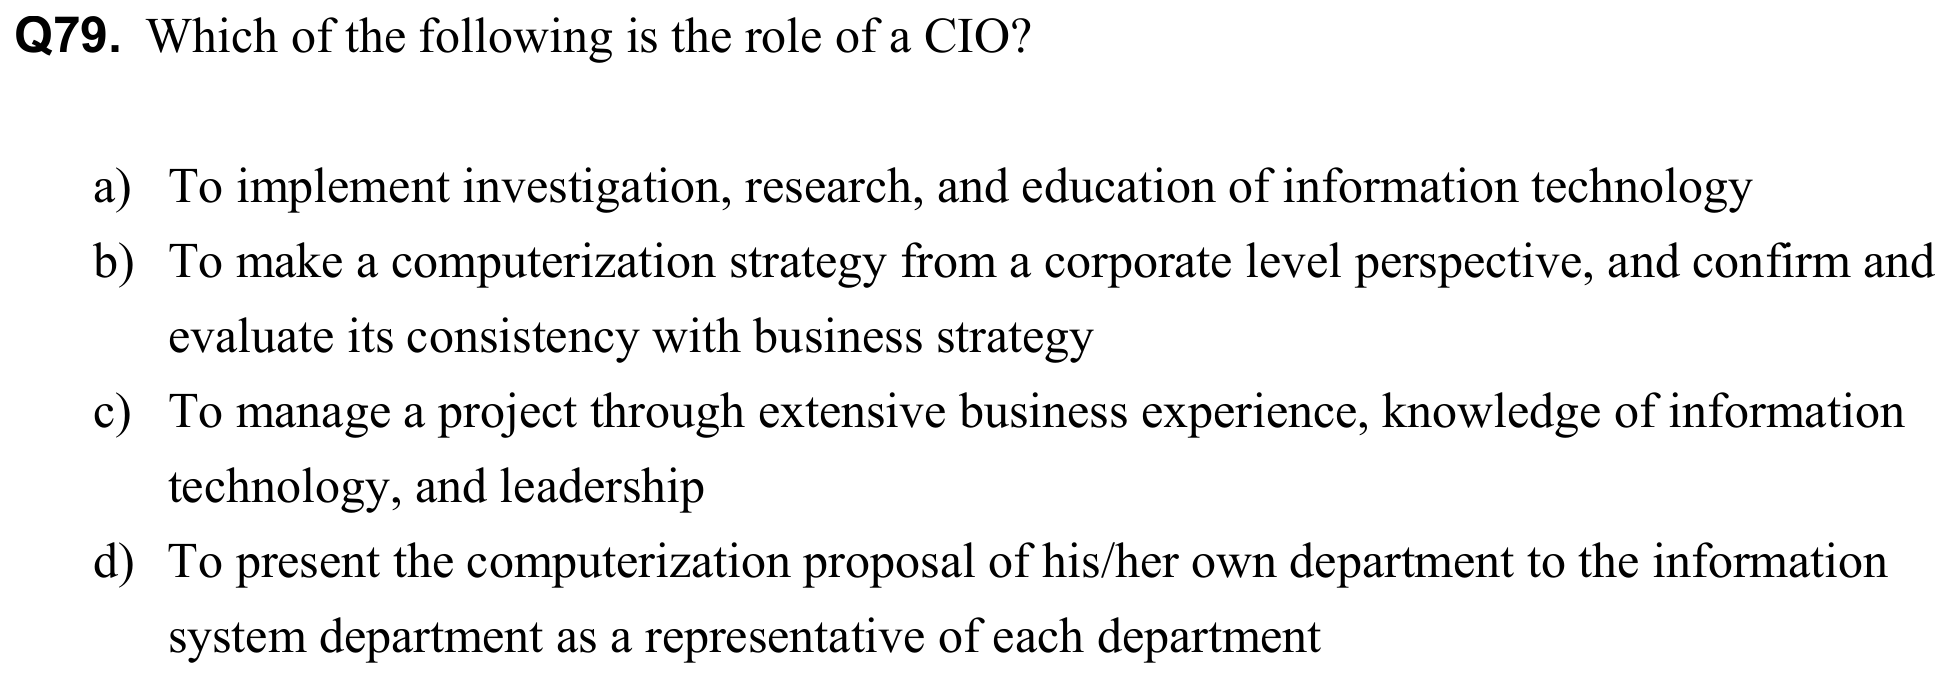 Q79. Which of the following is the role of a CIO?
a) To implement investigation, research, and education of information technology
b) To make a computerization strategy from a corporate level perspective, and confirm and
evaluate its consistency with business strategy
c) To manage a project through extensive business experience, knowledge of information
technology, and leadership
d) To present the computerization proposal of his/her own department to the information
system department as a representative of each department